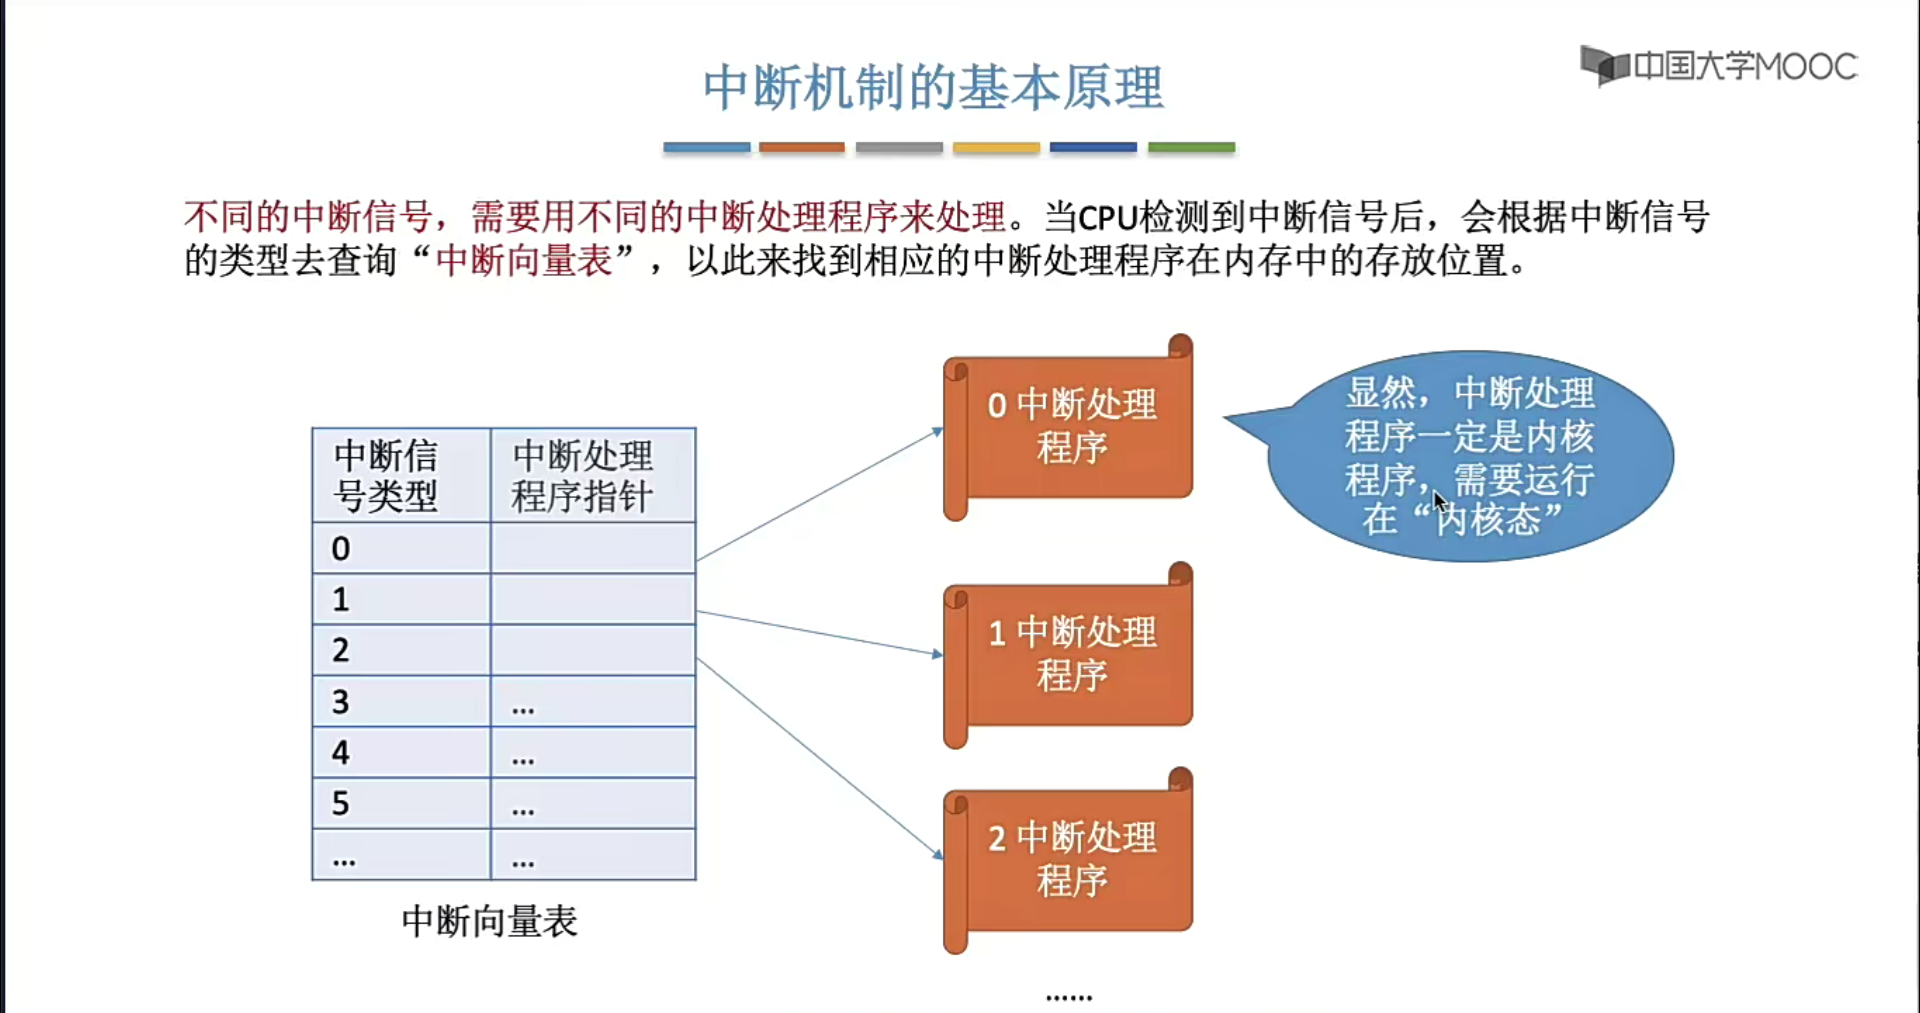 中国大学MOOC
中断机制的基本原理
不同的中断信号，需要用不同的中断处理程序来处理。当CPU检测到中断信号后，会根据中断信号
的类型去查询“中断向量表”，以此来找到相应的中断处理程序在内存中的存放位置。
中断信
号类型
中断处理
程序指针
0
1
2
3
...
4
...
5
...
...
...
中断向量表
0 中断处理
程序
1 中断处理
程序
2 中断处理
程序
......
显然，中断处理
程序一定是内核
程序，需要运行
在“内核态”